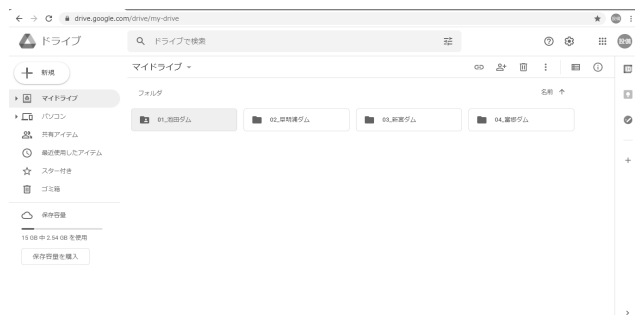 drive.google.com/drive/my-drive
ドライブ
ドライブで検索
新規
マイドライブ
パソコン
共有アイテム
最近使用したアイテム
スター付き
ゴミ箱
保存容量
15 GB 中 2.54 GB を使用
保存容量を購入
マイドライブ
フォルダ
名前
01_池田ダム
02_早明浦ダム
03_新宮ダム
04_富郷ダム